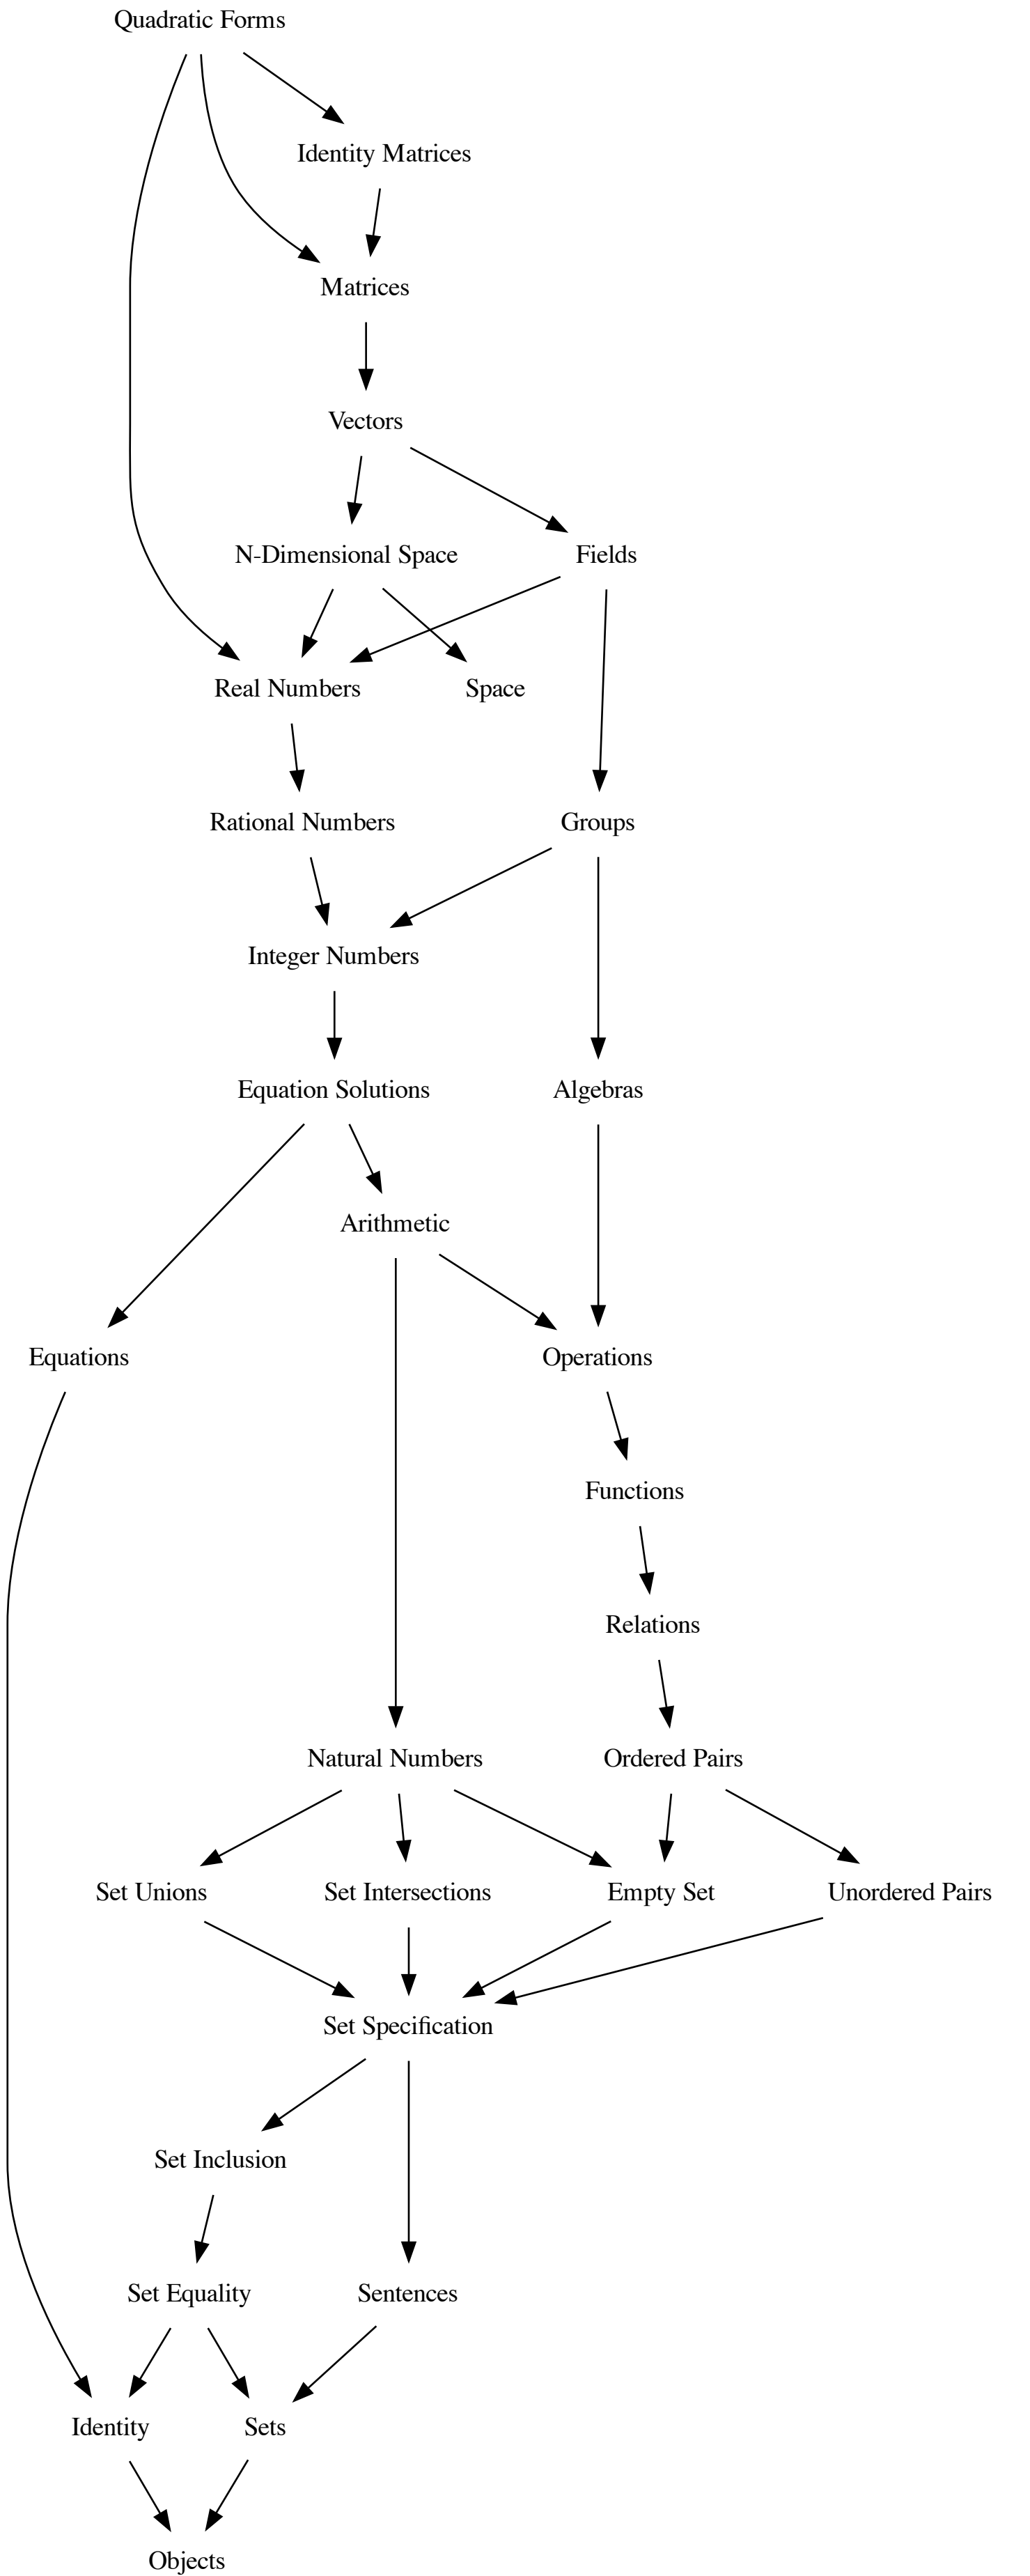 Quadratic Forms
Identity Matrices
Matrices
Vectors
N-Dimensional Space
Fields
Real Numbers
Space
Rational Numbers
Groups
Integer Numbers
Equation Solutions
Algebras
Arithmetic
Equations
Operations
Functions
Relations
Natural Numbers
Ordered Pairs
Set Unions
Set Intersections
Empty Set
Unordered Pairs
Set Specification
Set Inclusion
Set Equality
Sentences
Identity
Sets
Objects